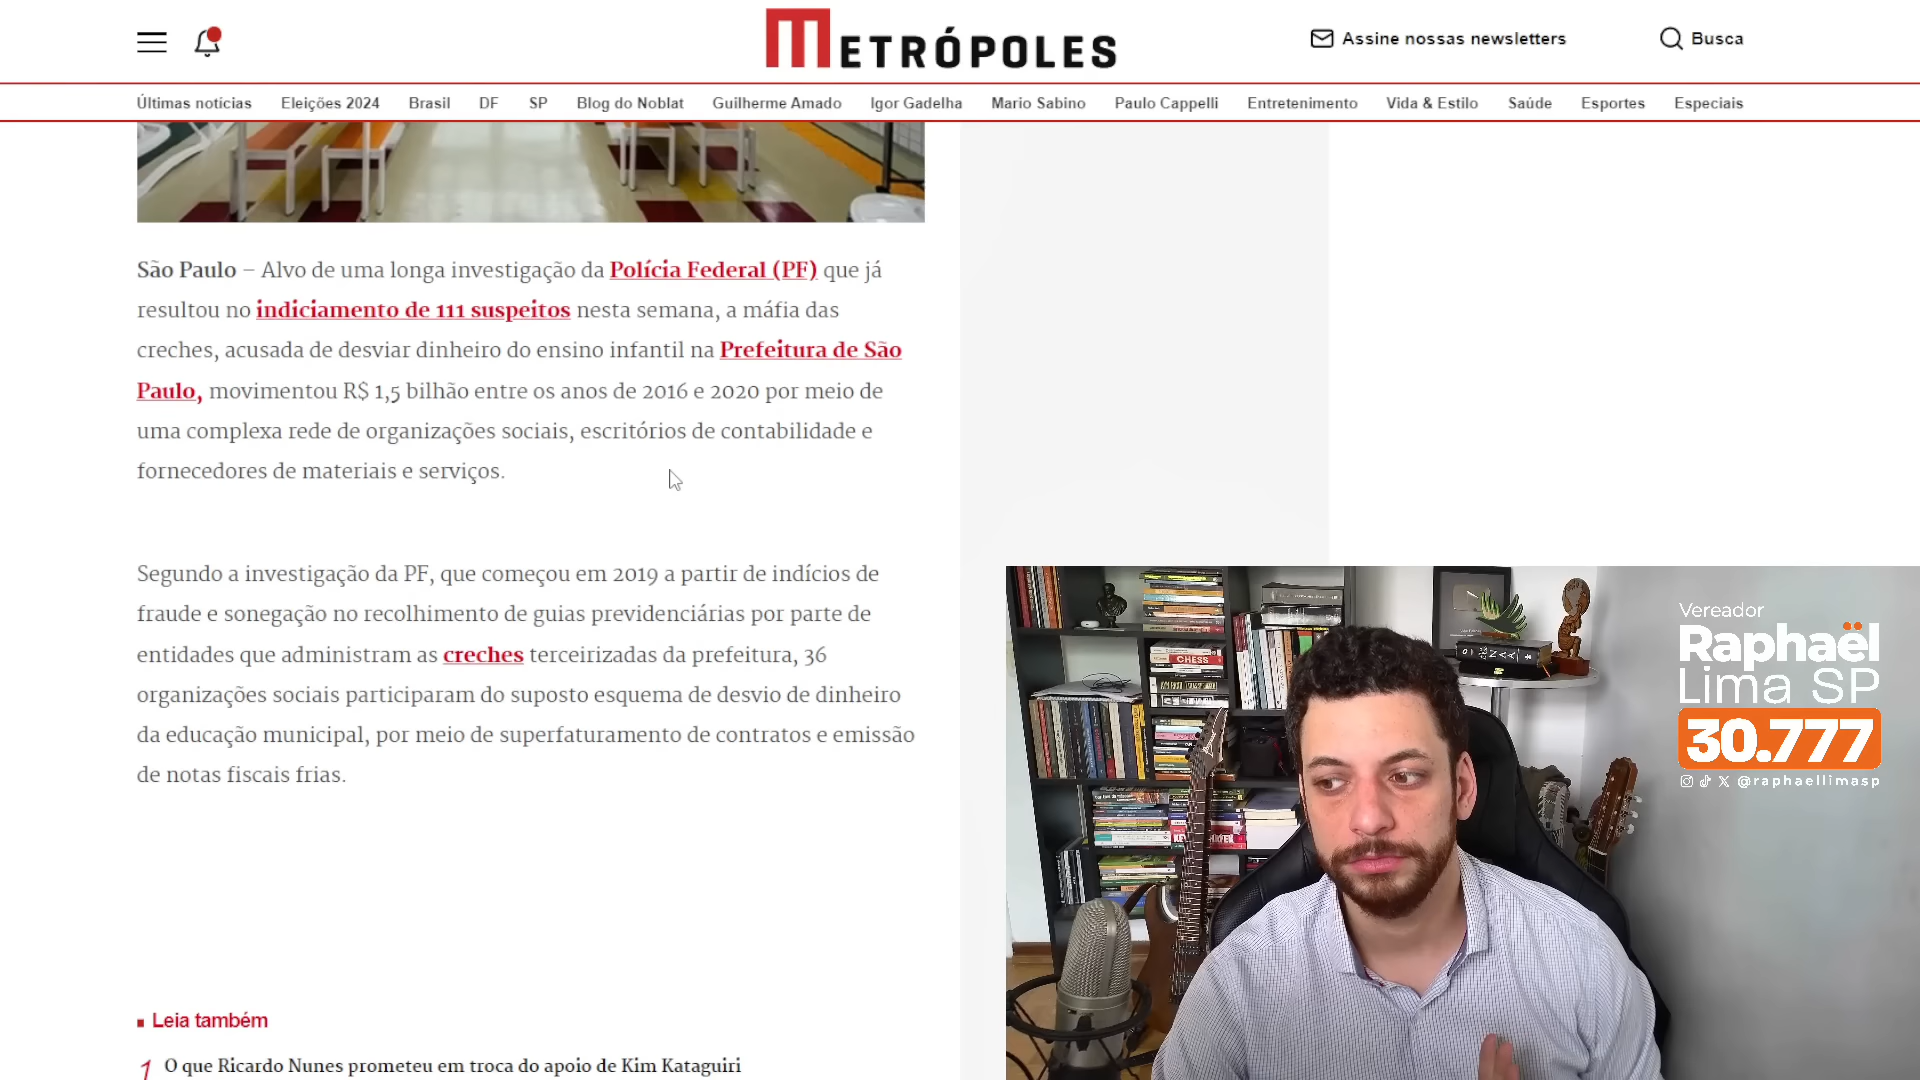 METRÓPOLES
Assine nossas newsletters
Busca
Últimas notícias Eleições 2024 Brasil DF SP Blog do Noblat Guilherme Amado Igor Gadelha Mario Sabino Paulo Cappelli Entretenimento Vida & Estilo Saúde Esportes Especiais
São Paulo – Alvo de uma longa investigação da Polícia Federal (PF) que já
resultou no indiciamento de 111 suspeitos nesta semana, a máfia das
creches, acusada de desviar dinheiro do ensino infantil na Prefeitura de São
Paulo, movimentou R$ 1,5 bilhão entre os anos de 2016 e 2020 por meio de
uma complexa rede de organizações sociais, escritórios de contabilidade e
fornecedores de materiais e serviços.
Segundo a investigação da PF, que começou em 2019 a partir de indícios de
fraude e sonegação no recolhimento de guias previdenciárias por parte de
entidades que administram as creches terceirizadas da prefeitura, 36
organizações sociais participaram do suposto esquema de desvio de dinheiro
da educação municipal, por meio de superfaturamento de contratos e emissão
de notas fiscais frias.
Leia também
1 O que Ricardo Nunes prometeu em troca do apoio de Kim Kataguiri
Vereador
Raphaël
Lima SP
30.777
@raphaellimasp
CHESS